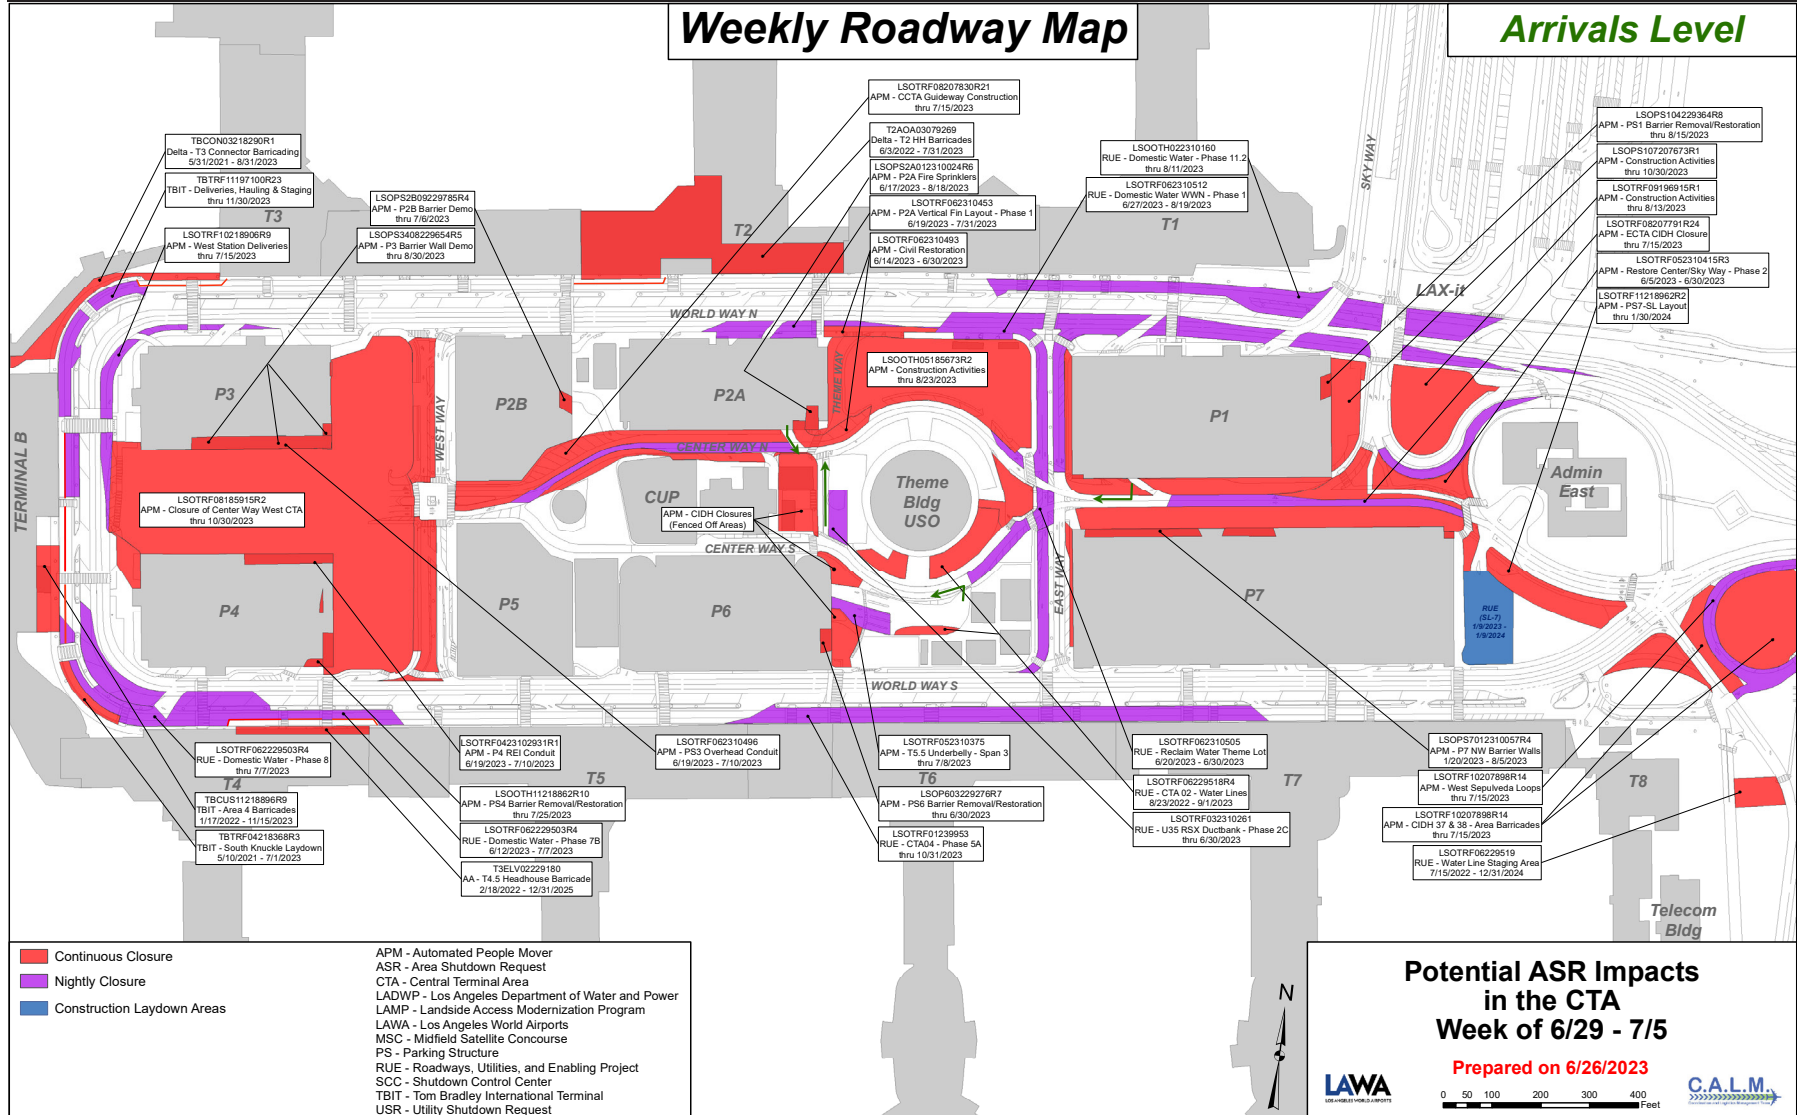 Weekly Roadway Map
Arrivals Level
LSOTRF08207830R21
APM - CCTA Guideway Construction
thru 7/15/2023
T2AOA03079269
Delta - T2 HH Barricades
6/3/2022 - 7/31/2023
LSOPS2A012310024R6
APM - P2A Fire Sprinklers
6/17/2023 - 8/18/2023
LSOTRF062310453
APM - P2A Vertical Fin Layout - Phase 1
6/19/2023 - 7/31/2023
LSOTRF062310493
APM - Civil Restoration
6/14/2023 - 6/30/2023
TBCON03218290R1
Delta - T3 Connector Barricading
5/31/2021 - 8/31/2023
TBTRF11197100R23
TBIT - Deliveries, Hauling & Staging
thru 11/30/2023
LSOTRF10218906R9
APM - West Station Deliveries
thru 7/15/2023
LSOPS2B09229785R4
APM - P2B Barrier Demo
thru 7/6/2023
LSOPS3408229654R5
APM - P3 Barrier Wall Demo
thru 8/30/2023
LSOOTH022310160
RUE - Domestic Water - Phase 11.2
thru 8/11/2023
LSOTRF062310512
RUE - Domestic Water WWN - Phase 1
6/27/2023 - 8/19/2023
LSOPS104229364R8
APM - PS1 Barrier Removal/Restoration
thru 8/15/2023
LSOPS107207673R1
APM - Construction Activities
thru 10/30/2023
LSOTRF09196915R1
APM - Construction Activities
thru 8/13/2023
LSOTRF08207791R24
APM - ECTA CIDH Closure
thru 7/15/2023
LSOTRF052310415R3
APM - Restore Center/Sky Way - Phase 2
6/5/2023 - 6/30/2023
LSOTRF11218962R2
APM - PS7-SL Layout
thru 1/30/2024
T3
T2
T1
SKY WAY
LAX-it
WORLD WAY N
P3
P2B
P2A
THEME WAY
LSOOTH05185673R2
APM - Construction Activities
thru 8/23/2023
P1
WEST WAY
CENTER WAY N
TERMINAL B
CUP
Theme
Bldg
USO
Admin
East
LSOTRF08185915R2
APM - Closure of Center Way West CTA
thru 10/30/2023
APM - CIDH Closures
(Fenced Off Areas)
CENTER WAY S
EAST WAY
P4
P5
P6
P7
RUE
(SL-7)
1/9/2023 -
1/9/2024
WORLD WAY S
LSOTRF062229503R4
RUE - Domestic Water - Phase 8
thru 7/7/2023
T4
TBCUS11218896R9
TBIT - Area 4 Barricades
1/17/2022 - 11/15/2023
TBTRF04218368R3
TBIT - South Knuckle Laydown
5/10/2021 - 7/1/2023
LSOTRF0423102931R1
APM - P4 REI Conduit
6/19/2023 - 7/10/2023
LSOOTH11218862R10
APM - PS4 Barrier Removal/Restoration
thru 7/25/2023
LSOTRF062229503R4
RUE - Domestic Water - Phase 7B
6/12/2023 - 7/7/2023
T3ELV02229180
AA - T4.5 Headhouse Barricade
2/18/2022 - 12/31/2025
LSOTRF062310496
APM - PS3 Overhead Conduit
6/19/2023 - 7/10/2023
T5
LSOTRF052310375
APM - T5.5 Underbelly - Span 3
thru 7/8/2023
T6
LSOP603229276R7
APM - PS6 Barrier Removal/Restoration
thru 6/30/2023
LSOTRF01239953
RUE - CTA04 - Phase 5A
thru 10/31/2023
LSOTRF062310505
RUE - Reclaim Water Theme Lot
6/20/2023 - 6/30/2023
LSOTRF06229518R4
RUE - CTA 02 - Water Lines
8/23/2022 - 9/1/2023
LSOTRF032310261
RUE - U35 RSX Ductbank - Phase 2C
thru 6/30/2023
T7
LSOPS7012310057R4
APM - P7 NW Barrier Walls
1/20/2023 - 8/5/2023
LSOTRF10207898R14
APM - West Sepulveda Loops
thru 7/15/2023
LSOTRF10207898R14
APM - CIDH 37 & 38 - Area Barricades
thru 7/15/2023
LSOTRF06229519
RUE - Water Line Staging Area
7/15/2022 - 12/31/2024
T8
Telecom
Bldg
Continuous Closure
Nightly Closure
Construction Laydown Areas
APM - Automated People Mover
ASR - Area Shutdown Request
CTA - Central Terminal Area
LADWP - Los Angeles Department of Water and Power
LAMP - Landside Access Modernization Program
LAWA - Los Angeles World Airports
MSC - Midfield Satellite Concourse
PS - Parking Structure
RUE - Roadways, Utilities, and Enabling Project
SCC - Shutdown Control Center
TBIT - Tom Bradley International Terminal
USR - Utility Shutdown Request
N
Potential ASR Impacts
in the CTA
Week of 6/29 - 7/5
Prepared on 6/26/2023
LAWA
LOS ANGELES WORLD AIRPORTS
0 50 100 200 300 400
Feet
C.A.L.M.